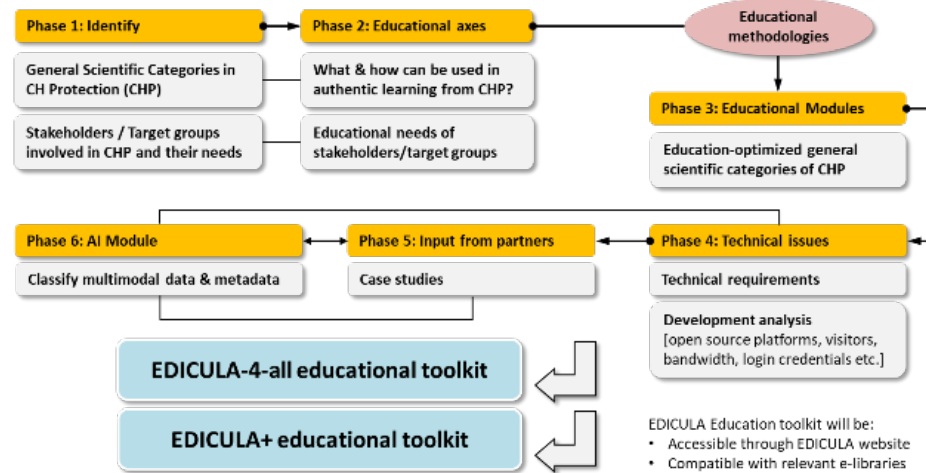 Phase 1: Identify
Phase 2: Educational axes
Educational
methodologies
General Scientific Categories in
CH Protection (CHP)
What & how can be used in
authentic learning from CHP?
Phase 3: Educational Modules
Stakeholders / Target groups
involved in CHP and their needs
Educational needs of
stakeholders/target groups
Education-optimized general
scientific categories of CHP
Phase 6: AI Module
Phase 5: Input from partners
Phase 4: Technical issues
Classify multimodal data & metadata
Case studies
Technical requirements
Development analysis
[open source platforms, visitors,
bandwidth, login credentials etc.]
EDICULA-4-all educational toolkit
EDICULA+ educational toolkit
EDICULA Education toolkit will be:
• Accessible through EDICULA website
• Compatible with relevant e-libraries